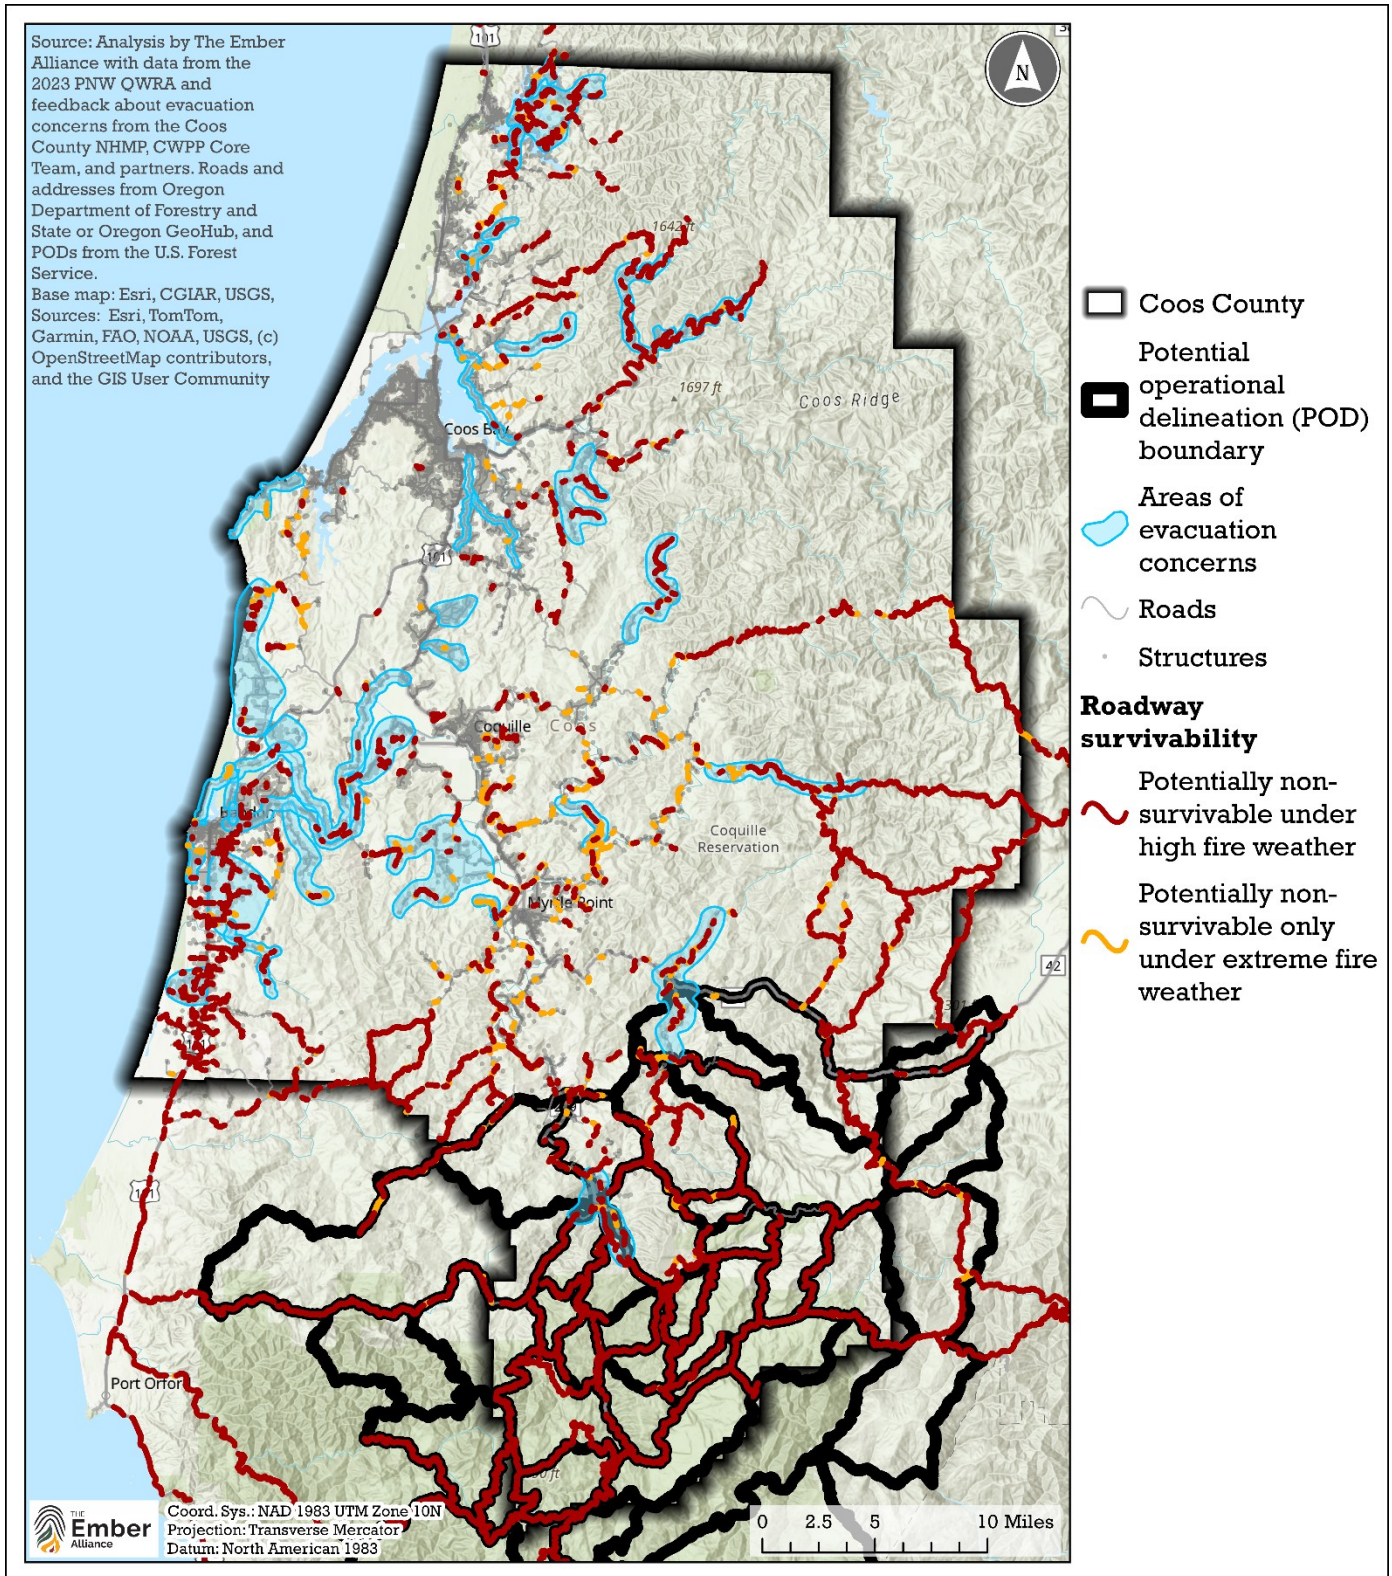 Source: Analysis by The Ember
Alliance with data from the
2023 PNW QWRA and
feedback about evacuation
concerns from the Coos
County NHMP, CWPP Core
Team, and partners. Roads and
addresses from Oregon
Department of Forestry and
State or Oregon GeoHub, and
PODs from the U.S. Forest
Service.
Base map: Esri, CGIAR, USGS,
Sources: Esri, TomTom,
Garmin, FAO, NOAA, USGS, (c)
OpenStreetMap contributors,
and the GIS User Community
101
N
1642 ft
1697 ft
Coos Ridge
Coos Bay
101
Coquille
Coos
Bandon
Coquille
Reservation
Myrtle Point
42
101
101
Port Orford
THE
Ember
Alliance
Coord. Sys.: NAD 1983 UTM Zone 10N
Projection: Transverse Mercator
Datum: North American 1983
0 2.5 5 10 Miles
Coos County
Potential
operational
delineation (POD)
boundary
Areas of
evacuation
concerns
Roads
Structures
Roadway
survivability
Potentially non-
survivable under
high fire weather
Potentially non-
survivable only
under extreme fire
weather